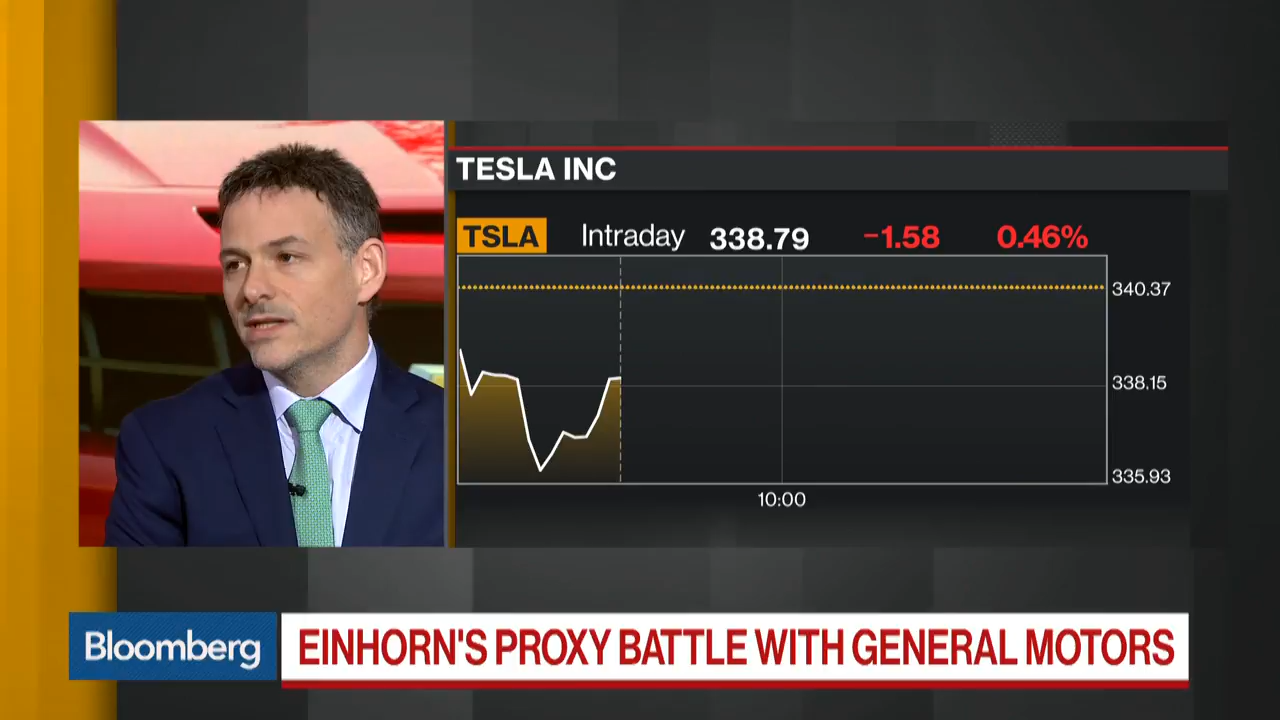 TESLA INC
TSLA Intraday 338.79 -1.58 0.46%
340.37
338.15
335.93
10:00
Bloomberg EINHORN'S PROXY BATTLE WITH GENERAL MOTORS